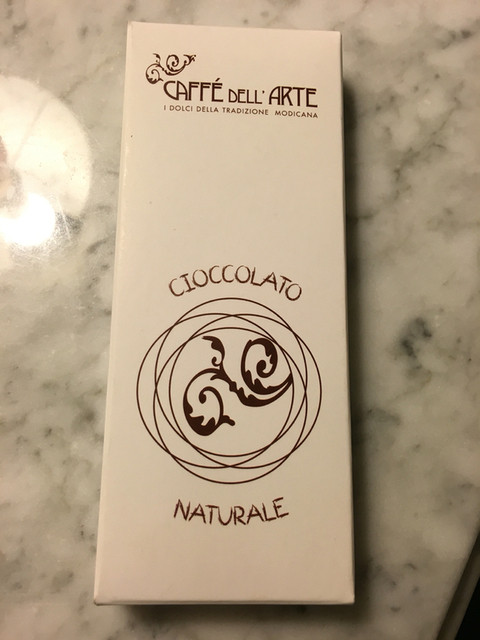 CAFFÉ DELL' ARTE
I DOLCI DELLA TRADIZIONE MODICANA
CIOCCOLATO
NATURALE